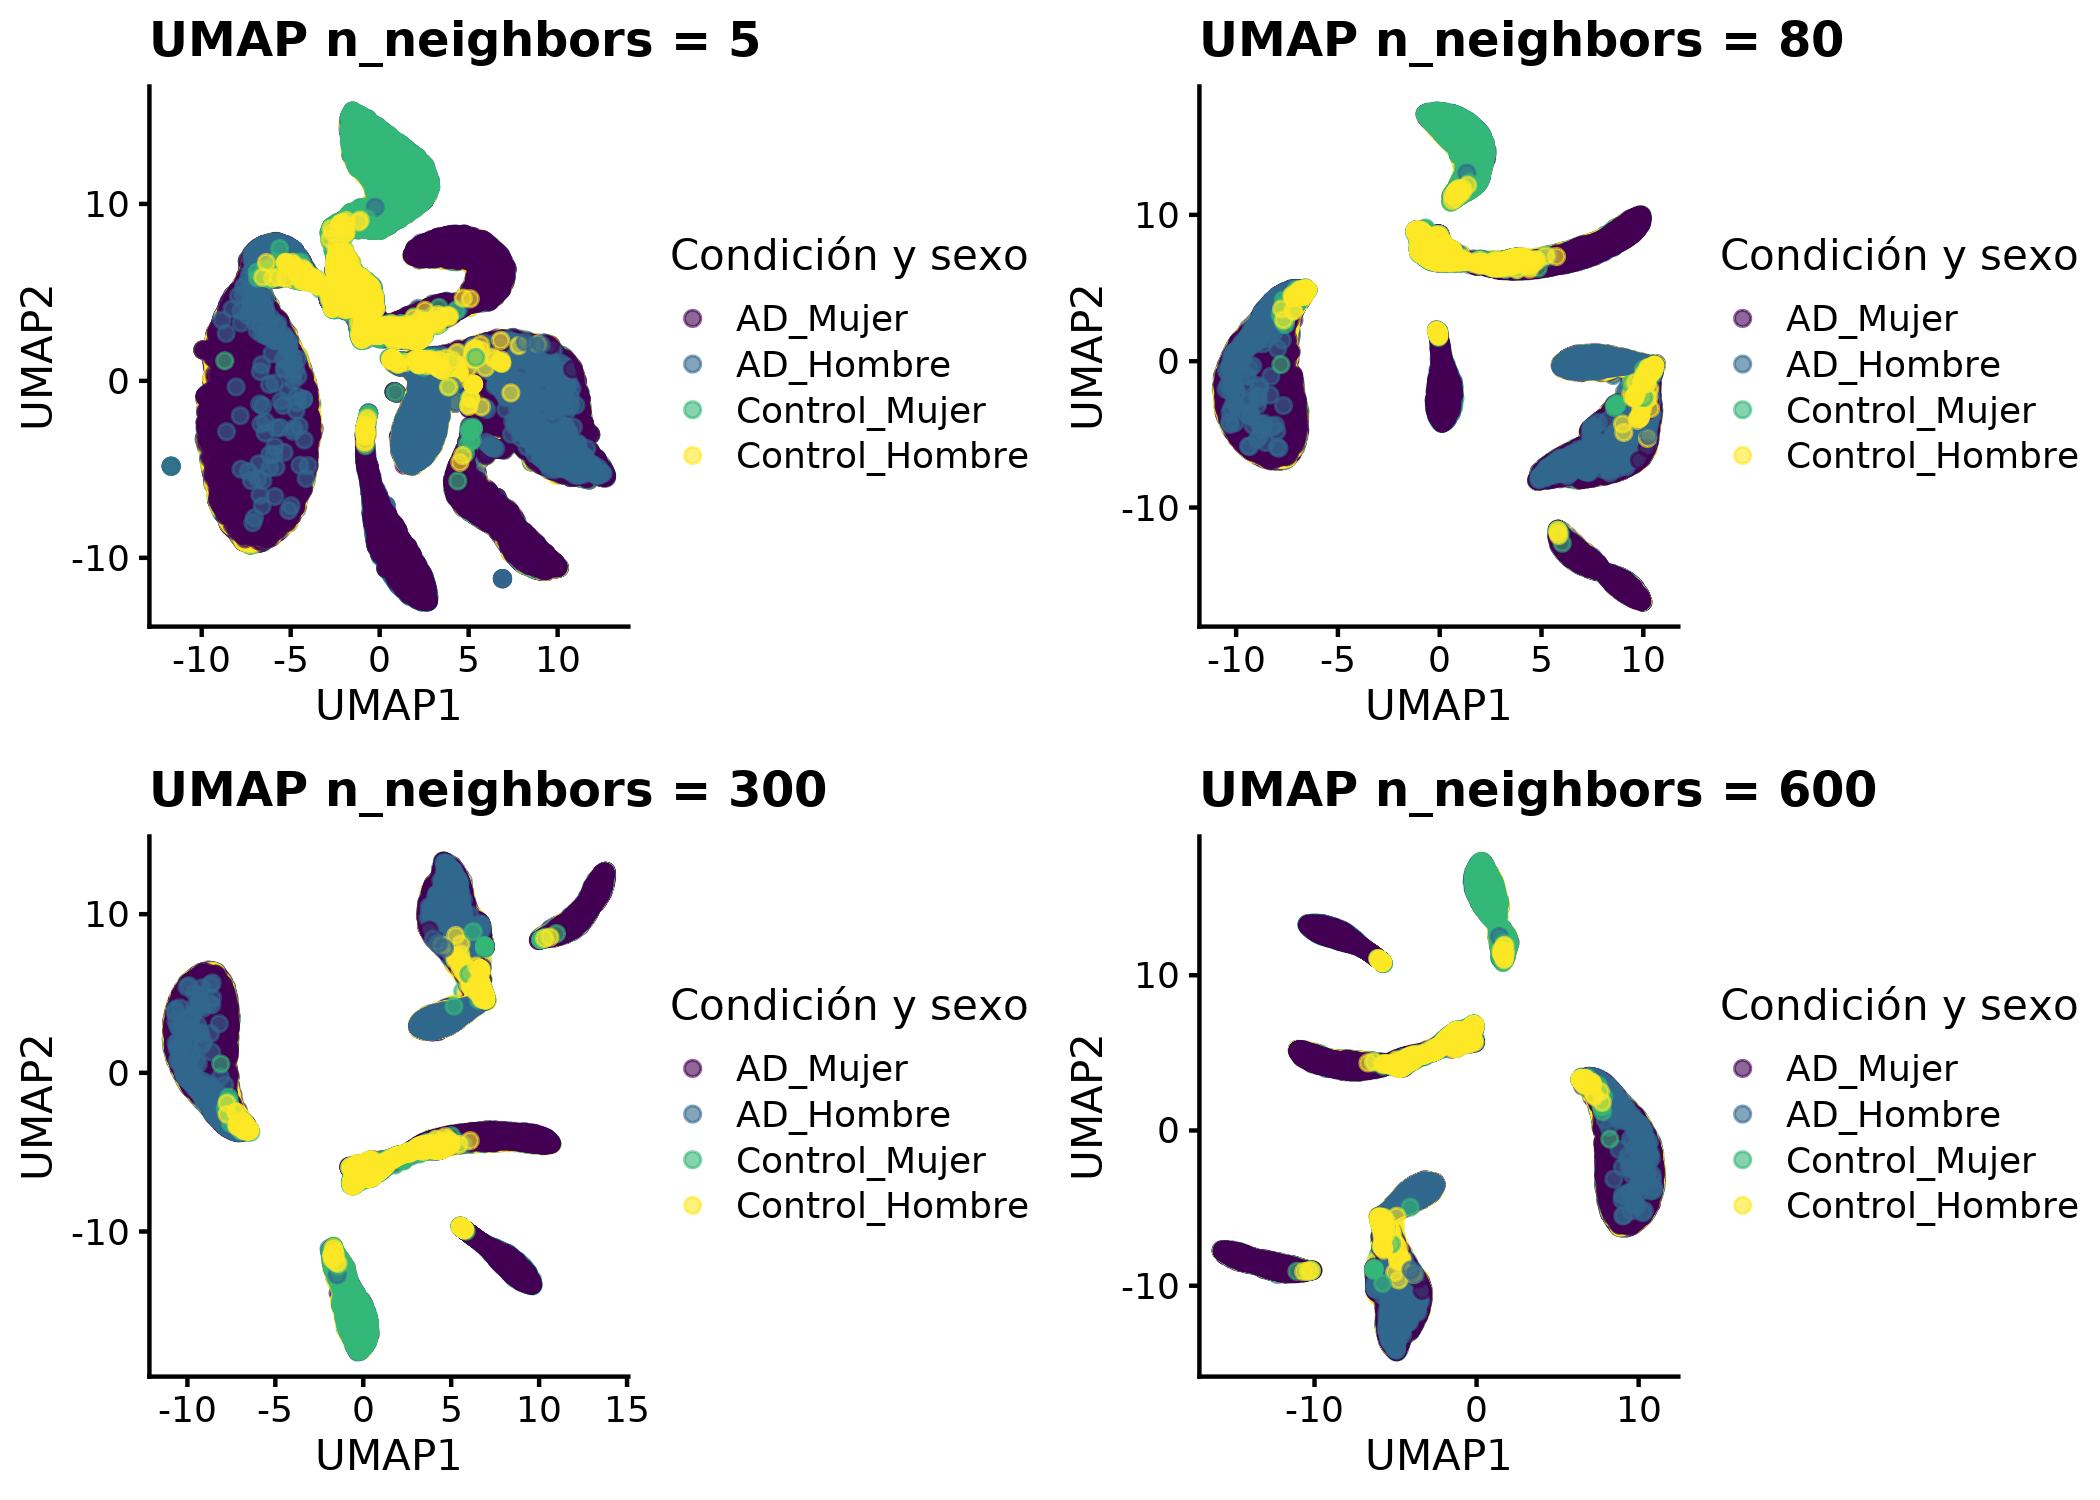 UMAP n_neighbors = 5
10
0
-10
UMAP2
-10 -5 0 5 10
UMAP1
Condición y sexo
AD_Mujer
AD_Hombre
Control_Mujer
Control_Hombre
UMAP n_neighbors = 80
10
0
-10
UMAP2
-10 -5 0 5 10
UMAP1
Condición y sexo
AD_Mujer
AD_Hombre
Control_Mujer
Control_Hombre
UMAP n_neighbors = 300
10
0
-10
UMAP2
-10 -5 0 5 10 15
UMAP1
Condición y sexo
AD_Mujer
AD_Hombre
Control_Mujer
Control_Hombre
UMAP n_neighbors = 600
10
0
-10
UMAP2
-10 0 10
UMAP1
Condición y sexo
AD_Mujer
AD_Hombre
Control_Mujer
Control_Hombre